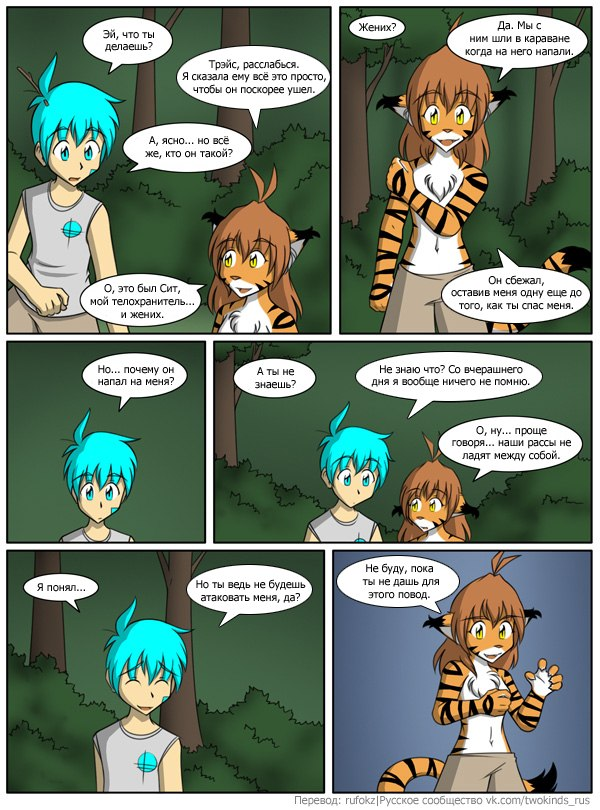 Эй, что ты
делаешь?
Трэйс, расслабься.
Я сказала ему всё это просто,
чтобы он поскорее ушел.
А, ясно... но всё
же, кто он такой?
О, это был Сит,
мой телохранитель...
и жених.
Жених?
Да. Мы с
ним шли в караване
когда на него напали.
Он сбежал,
оставив меня одну еще до
того, как ты спас меня.
Но... почему он
напал на меня?
А ты не
знаешь?
Не знаю что? Со вчерашнего
дня я вообще ничего не помню.
О, ну... проще
говоря... наши рассы не
ладят между собой.
Я понял...
Но ты ведь не будешь
атаковать меня, да?
Не буду, пока
ты не дашь для
этого повод.
Перевод: rufokz|Русское сообщество vk.com/twokinds_rus